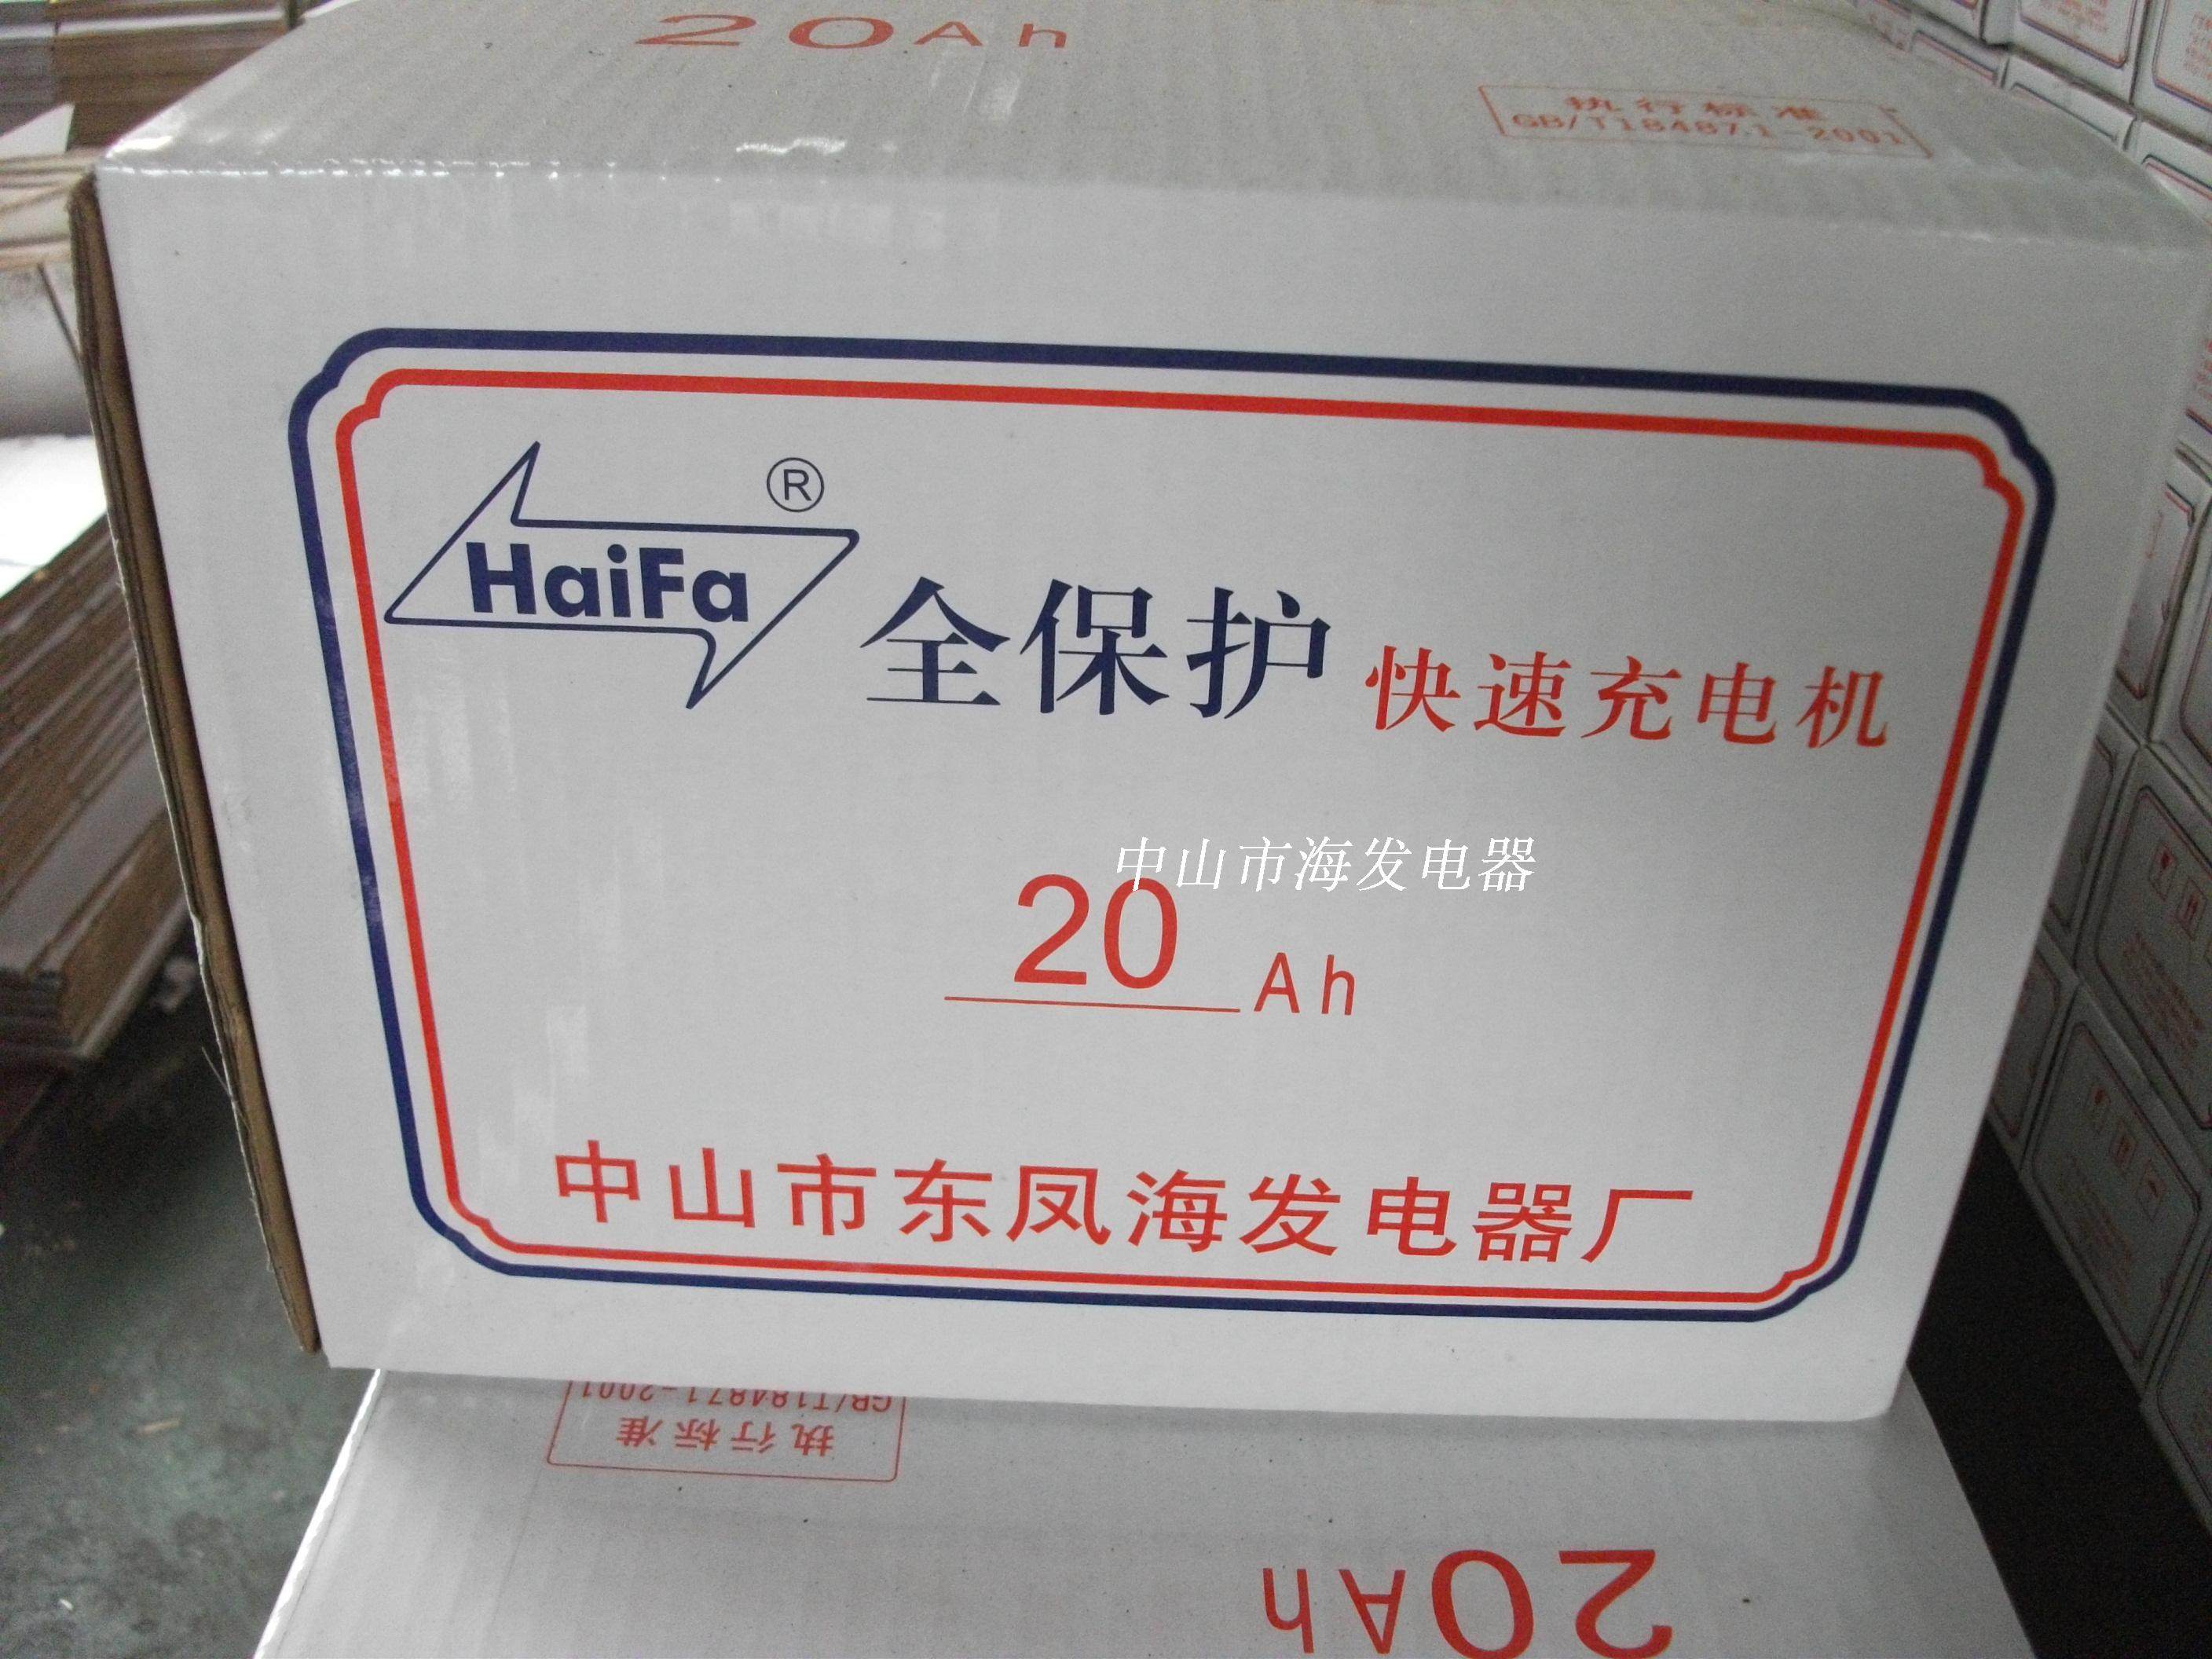 20Ah
执行标准
GB/T18487.1-2001
®
HaiFa
全保护 快速充电机
中山市海发电器
20 Ah
中山市东凤海发电器厂
GB/T18487.1-2001
执行标准
20Ah